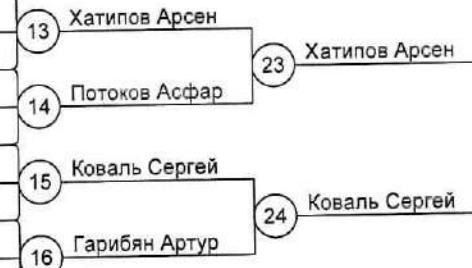 13 Хатипов Арсен
23 Хатипов Арсен
14 Потоков Асфар
15 Коваль Сергей
24 Коваль Сергей
16 Гарибян Артур